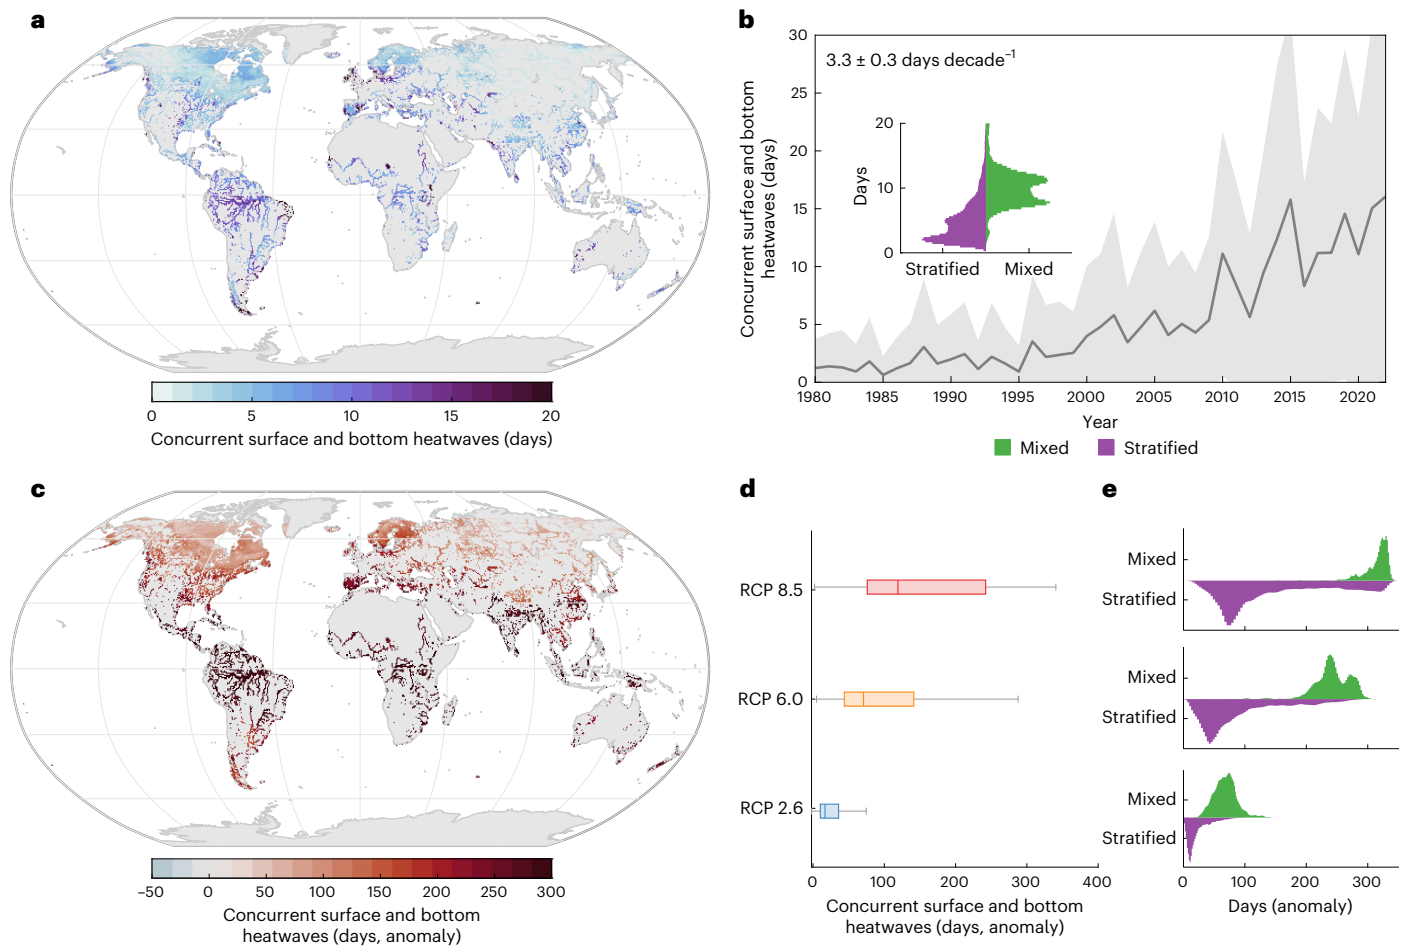 a
0
5
10
15
20
Concurrent surface and bottom heatwaves (days)
b
Concurrent surface and bottom
heatwaves (days)
30
25
20
15
10
5
0
3.3 ± 0.3 days decade⁻¹
Days
20
10
0
Stratified
Mixed
1980
1985
1990
1995
2000
2005
2010
2015
2020
Year
Mixed
Stratified
c
−50
0
50
100
150
200
250
300
Concurrent surface and bottom
heatwaves (days, anomaly)
d
RCP 8.5
RCP 6.0
RCP 2.6
0
100
200
300
400
Concurrent surface and bottom
heatwaves (days, anomaly)
e
Mixed
Stratified
Mixed
Stratified
Mixed
Stratified
0
100
200
300
Days (anomaly)